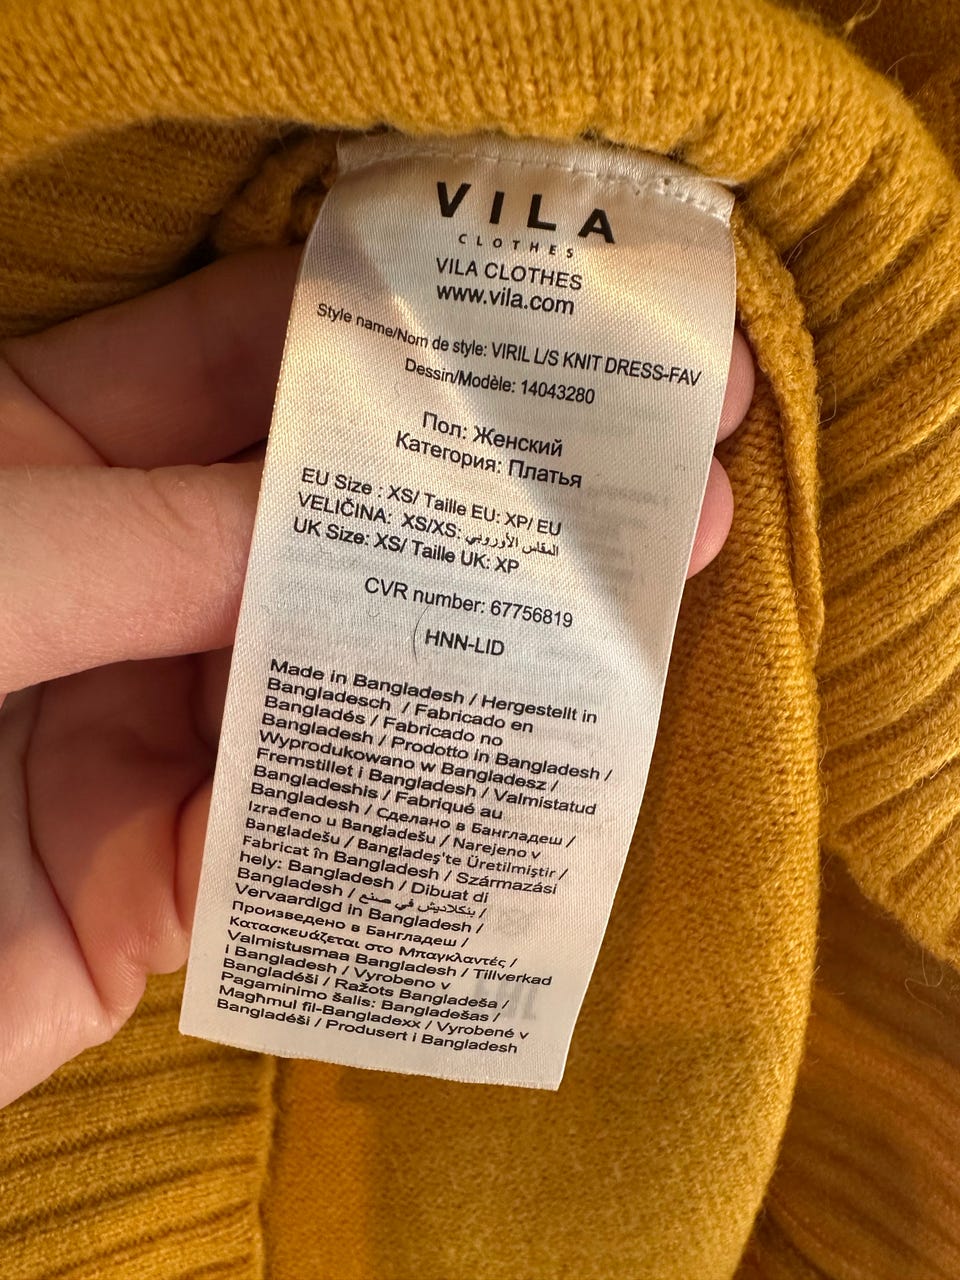 VILA
CLOTHES
VILA CLOTHES
www.vila.com
Style name/Nom de style: VIRIL L/S KNIT DRESS-FAV
Dessin/Modèle: 14043280
Пол: Женский
Категория: Платья
EU Size : XS/ Taille EU: XP/ EU
VELIČINA: XS/XS: المقاس الأوروبي
UK Size: XS/ Taille UK: XP
CVR number: 67756819
HNN-LID
Made in Bangladesh / Hergestellt in
Bangladesch / Fabricado en
Bangladés / Fabricado no
Bangladesh / Prodotto in Bangladesh /
Wyprodukowano w Bangladesz /
Fremstillet i Bangladesh / Valmistatud
Bangladeshis / Fabriqué au
Bangladesh / Сделано в Бангладеш /
Izrađeno u Bangladešu / Narejeno v
Bangladešu / Bangladeş'te Üretilmiştir /
Fabricat în Bangladesh / Származási
hely: Bangladesh / Dibuat di
Bangladesh / بنكلاديش في صنع /
Vervaardigd in Bangladesh /
Произведено в Бангладеш /
Κατασκευάζεται στο Μπαγκλαντές /
Valmistusmaa Bangladesh / Tillverkad
i Bangladesh / Vyrobeno v
Bangladéši / Ražots Bangladeša /
Pagaminimo šalis: Bangladešas /
Magħmul fil-Bangladexx / Vyrobené v
Bangladéši / Produsert i Bangladesh